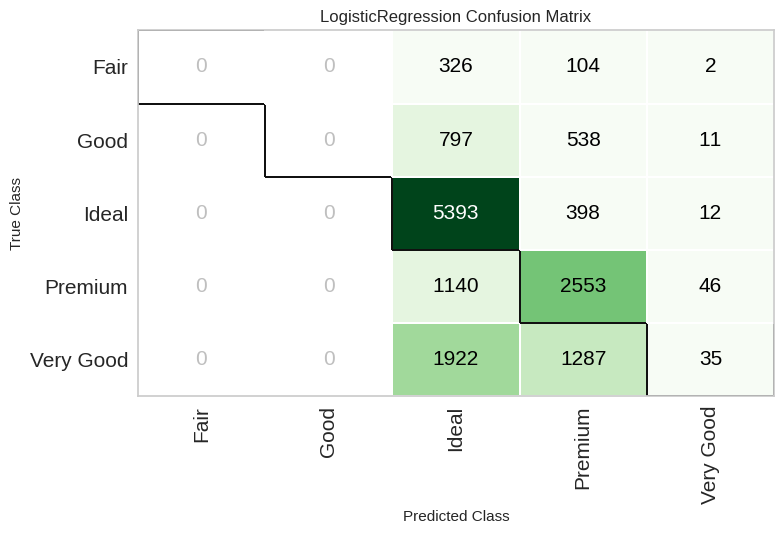 LogisticRegression Confusion Matrix
True Class
Fair 0 0 326 104 2
Good 0 0 797 538 11
Ideal 0 0 5393 398 12
Premium 0 0 1140 2553 46
Very Good 0 0 1922 1287 35
Fair Good Ideal Premium Very Good
Predicted Class